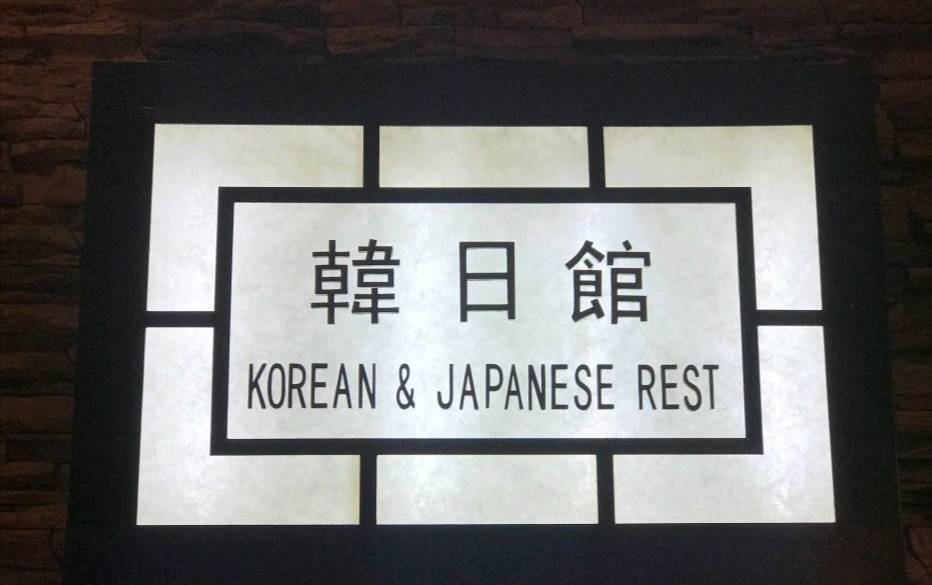 韓日館
KOREAN & JAPANESE REST